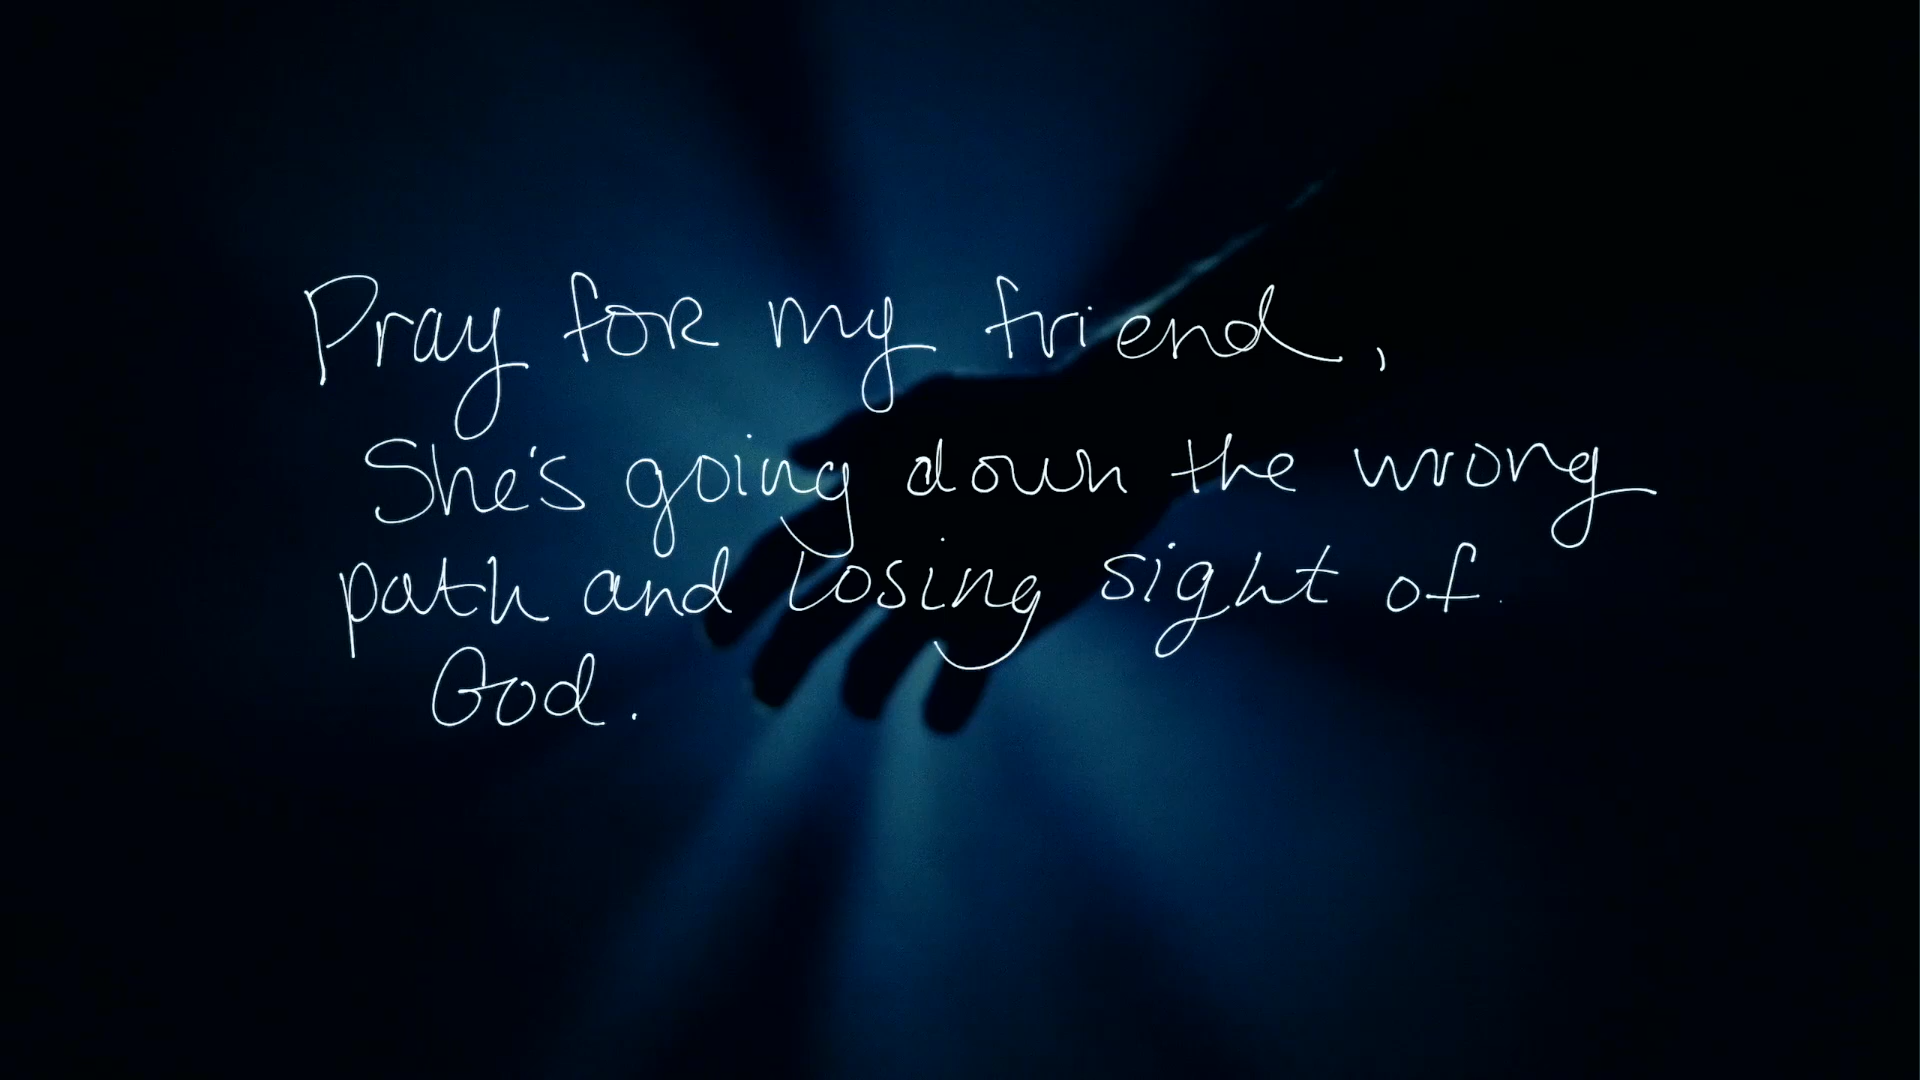 Pray for my friend,
She's going down the wrong
path and losing sight of
God.